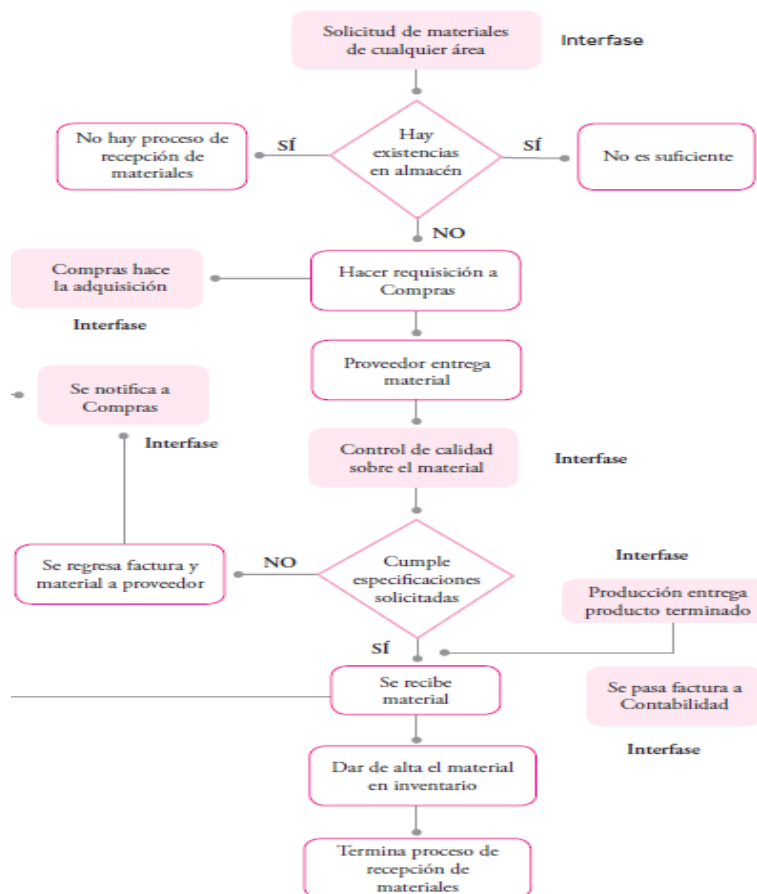 Solicitud de materiales
de cualquier área
Interfase
No hay proceso de
recepción de
materiales
SÍ
Hay
existencias
en almacén
SÍ
No es suficiente
NO
Compras hace
la adquisición
Interfase
Hacer requisición a
Compras
Proveedor entrega
material
Se notifica a
Compras
Interfase
Control de calidad
sobre el material
Interfase
Se regresa factura y
material a proveedor
NO
Cumple
especificaciones
solicitadas
Interfase
Producción entrega
producto terminado
SÍ
Se recibe
material
Se pasa factura a
Contabilidad
Interfase
Dar de alta el material
en inventario
Termina proceso de
recepción de
materiales